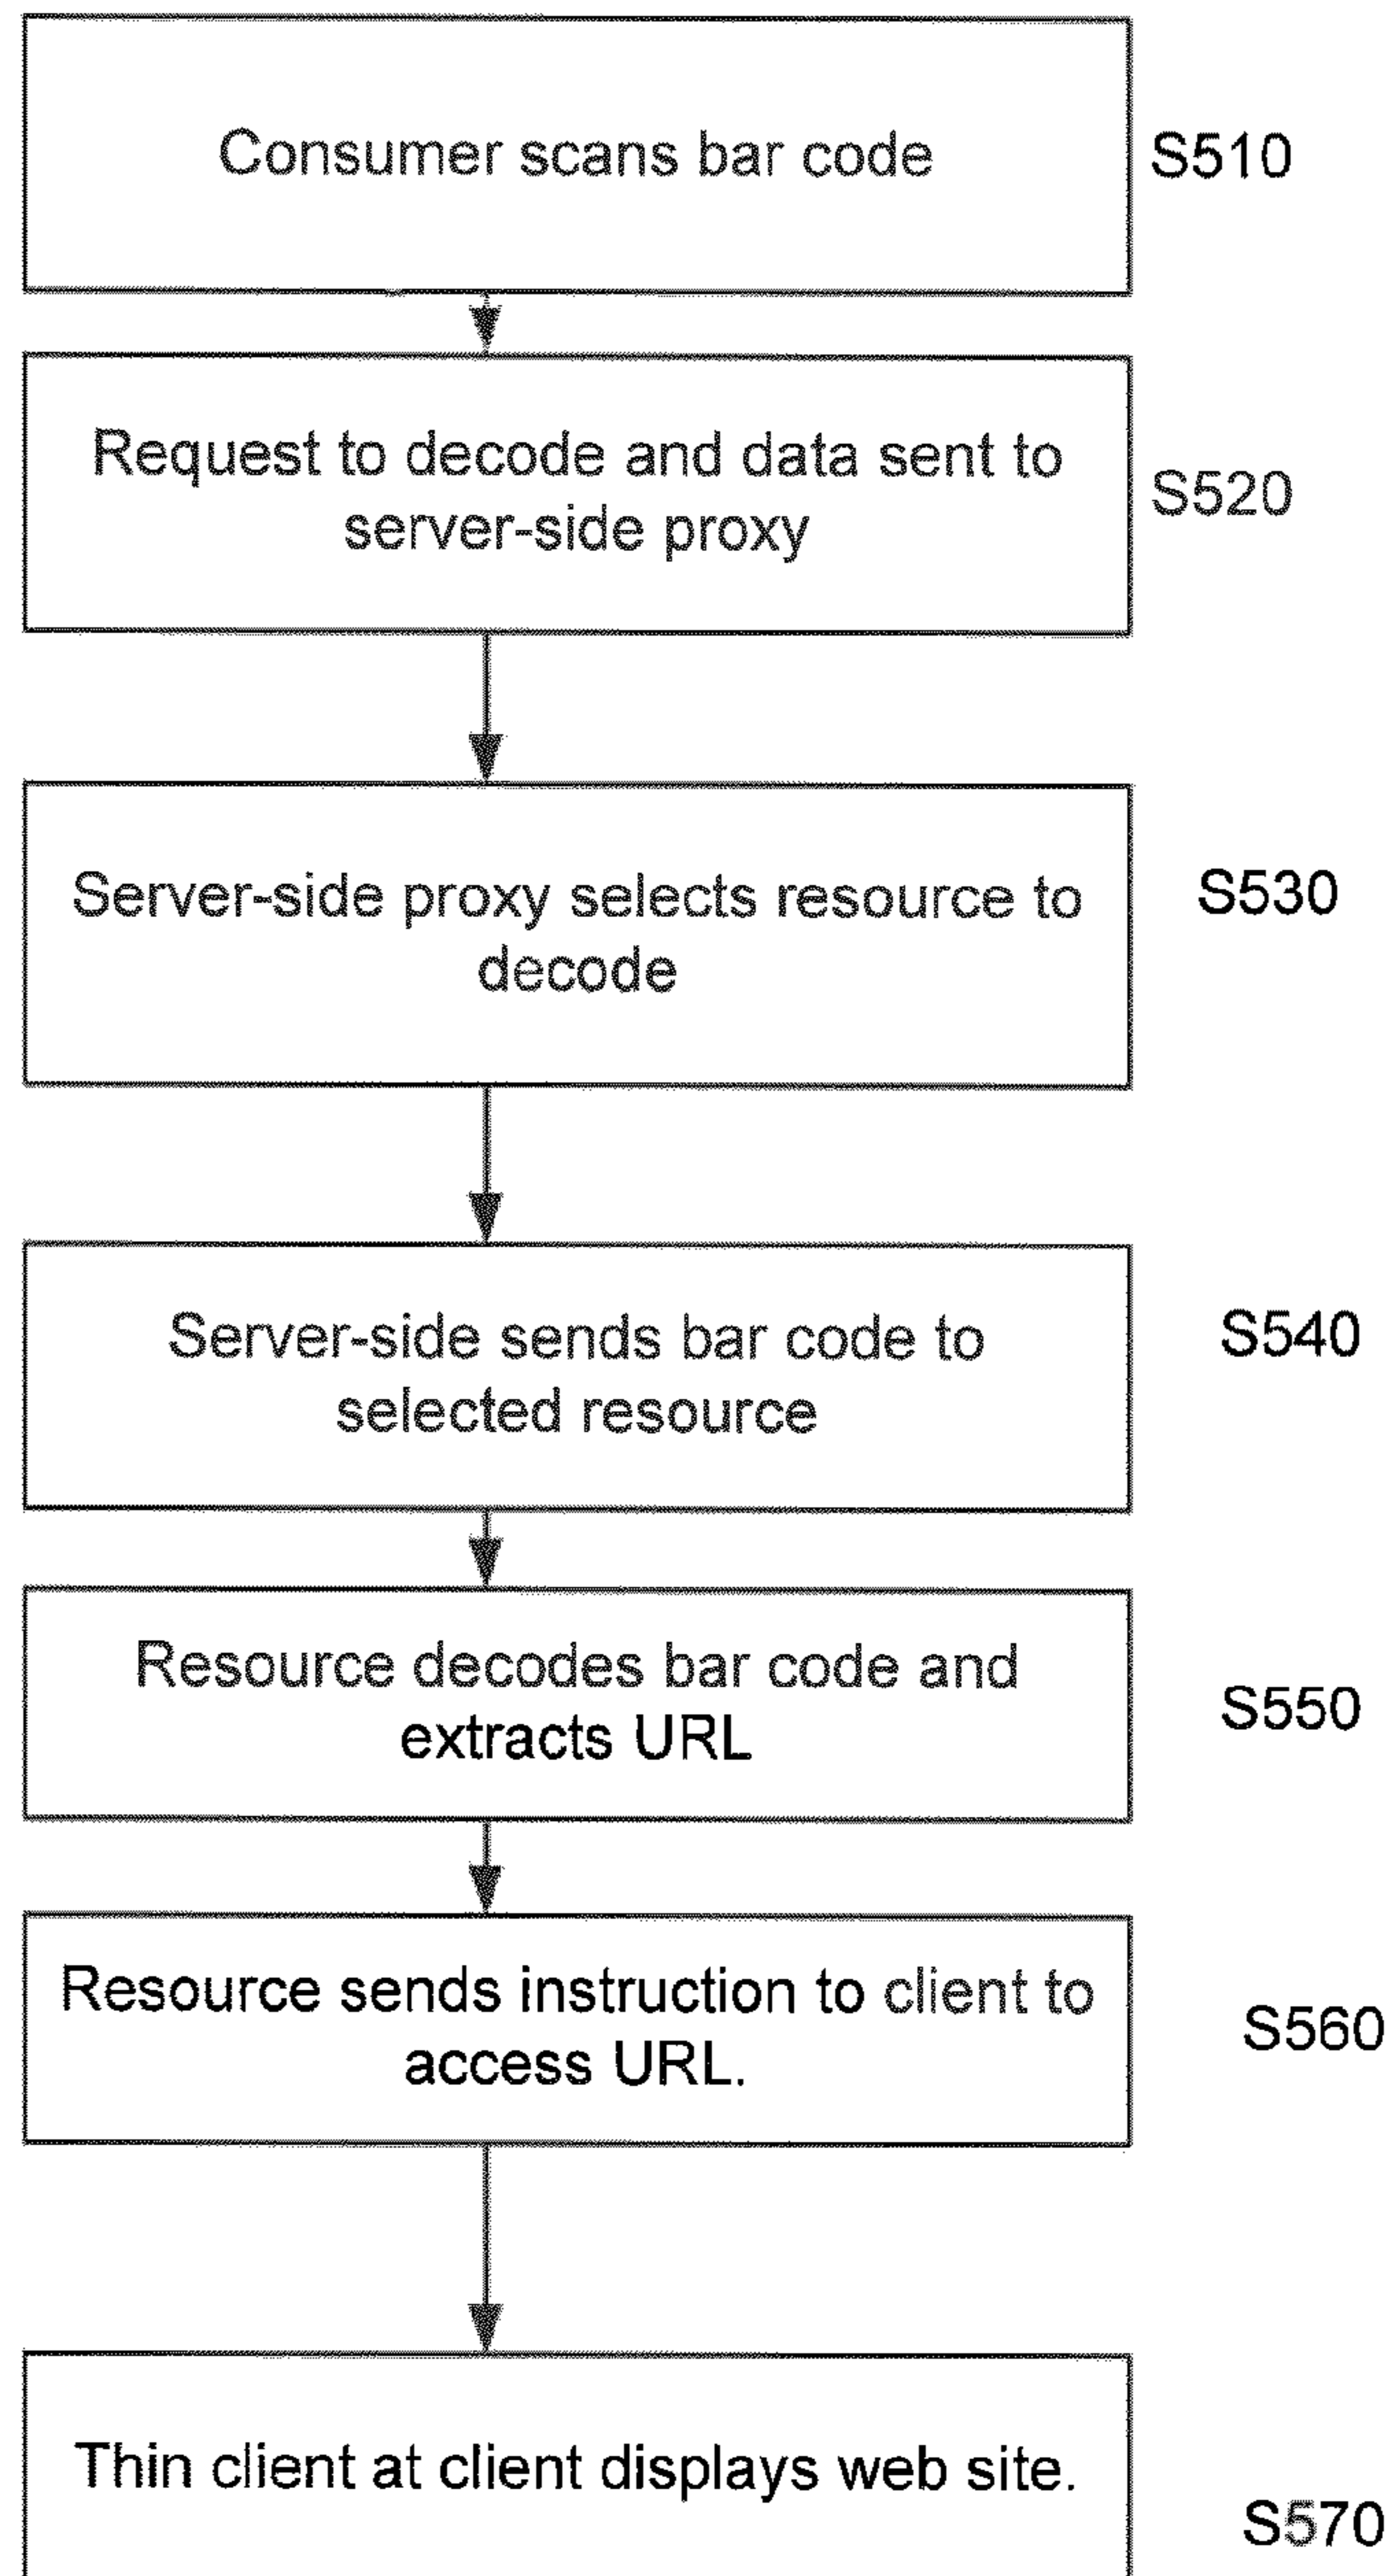 Consumer scans bar code
S510
Request to decode and data sent to
server-side proxy
S520
Server-side proxy selects resource to
decode
S530
Server-side sends bar code to
selected resource
S540
Resource decodes bar code and
extracts URL
S550
Resource sends instruction to client to
access URL.
S560
Thin client at client displays web site.
S570